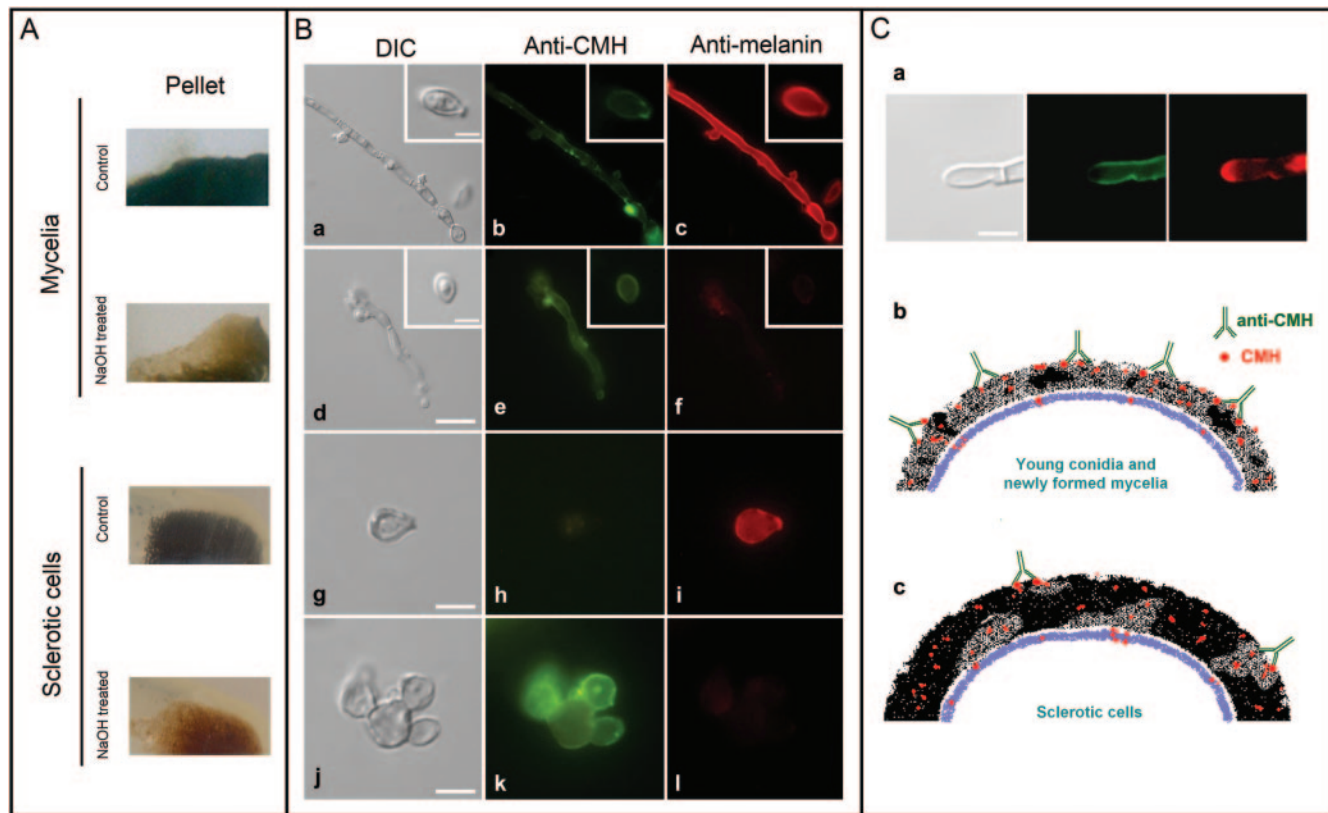 A
Pellet
Mycelia
Control
NaOH treated
Sclerotic cells
Control
NaOH treated
B
DIC
Anti-CMH
Anti-melanin
a
b
c
d
e
f
g
h
i
j
k
l
C
a
b
anti-CMH
CMH
Young conidia and
newly formed mycelia
c
Sclerotic cells